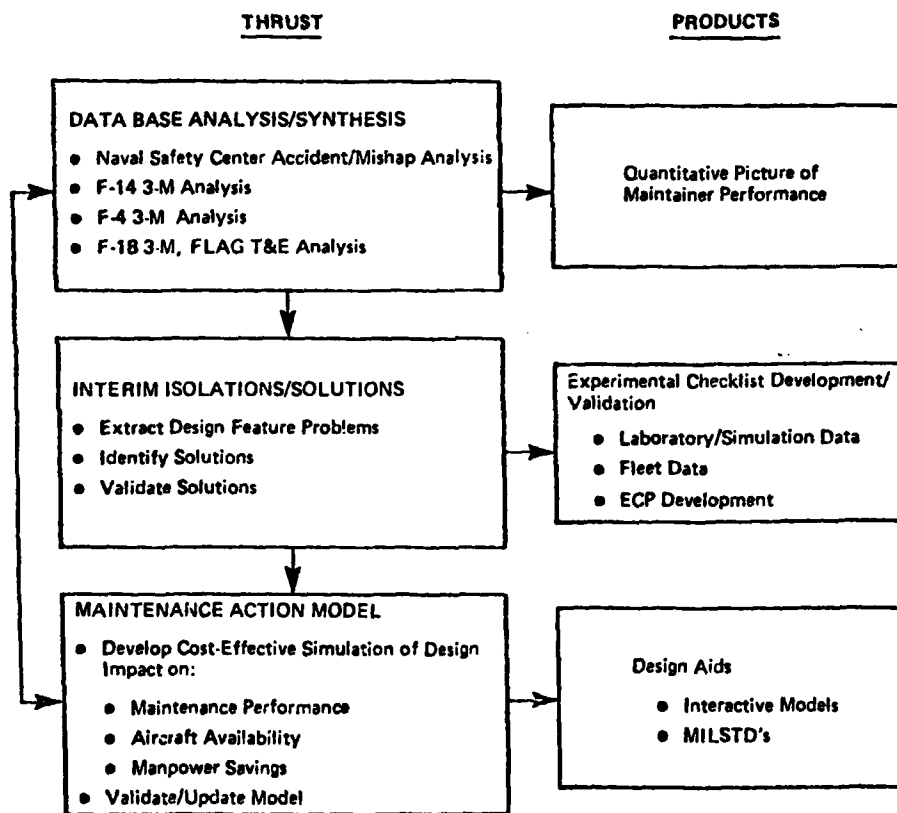 THRUST
PRODUCTS
DATA BASE ANALYSIS/SYNTHESIS
● Naval Safety Center Accident/Mishap Analysis
● F-14 3-M Analysis
● F-4 3-M Analysis
● F-18 3-M, FLAG T&E Analysis
Quantitative Picture of
Maintainer Performance
INTERIM ISOLATIONS/SOLUTIONS
● Extract Design Feature Problems
● Identify Solutions
● Validate Solutions
Experimental Checklist Development/
Validation
● Laboratory/Simulation Data
● Fleet Data
● ECP Development
MAINTENANCE ACTION MODEL
● Develop Cost-Effective Simulation of Design
Impact on:
● Maintenance Performance
● Aircraft Availability
● Manpower Savings
● Validate/Update Model
Design Aids
● Interactive Models
● MILSTD's